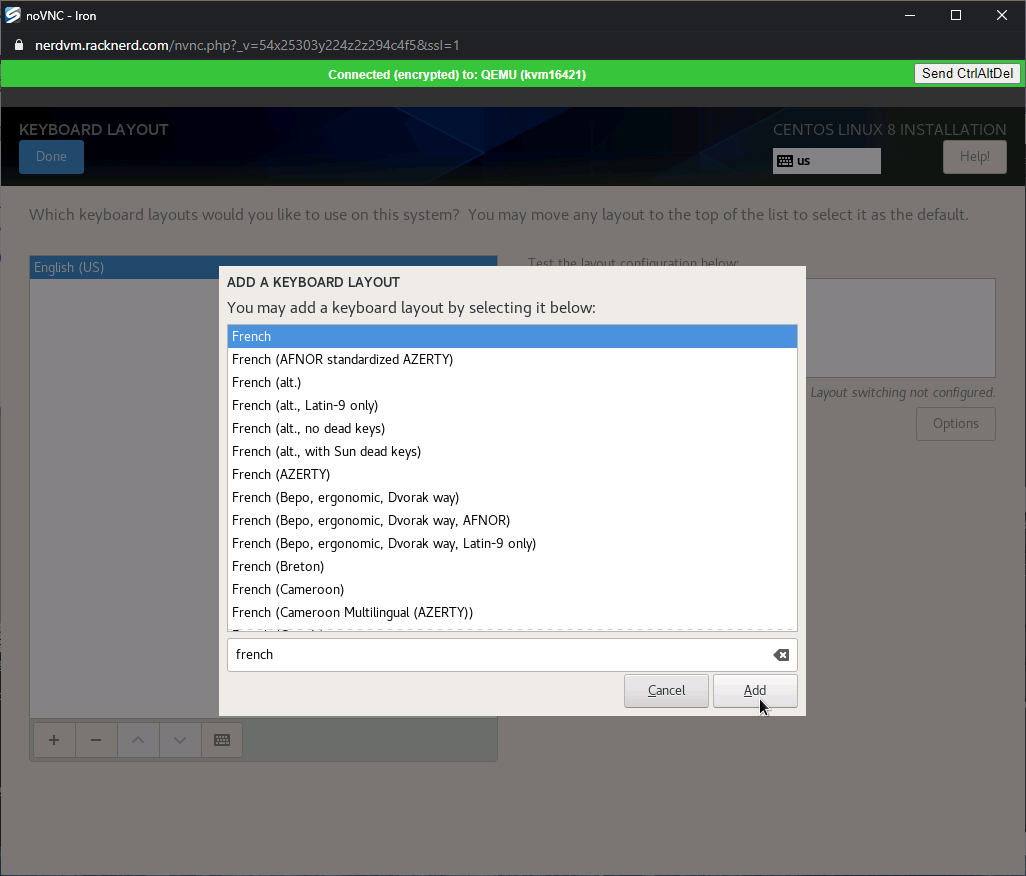 noVNC - Iron
nerdvm.racknerd.com/nvnc.php?_v=54x25303y224z2z294c4f5&ssl=1
Connected (encrypted) to: QEMU (kvm16421)
Send CtrlAltDel
KEYBOARD LAYOUT
CENTOS LINUX 8 INSTALLATION
Done
us
Help!
Which keyboard layouts would you like to use on this system? You may move any layout to the top of the list to select it as the default.
English (US)
Test the layout configuration below:
ADD A KEYBOARD LAYOUT
You may add a keyboard layout by selecting it below:
French
French (AFNOR standardized AZERTY)
French (alt.)
French (alt., Latin-9 only)
French (alt., no dead keys)
French (alt., with Sun dead keys)
French (AZERTY)
French (Bepo, ergonomic, Dvorak way)
French (Bepo, ergonomic, Dvorak way, AFNOR)
French (Bepo, ergonomic, Dvorak way, Latin-9 only)
French (Breton)
French (Cameroon)
French (Cameroon Multilingual (AZERTY))
Layout switching not configured.
Options
french
Cancel
Add